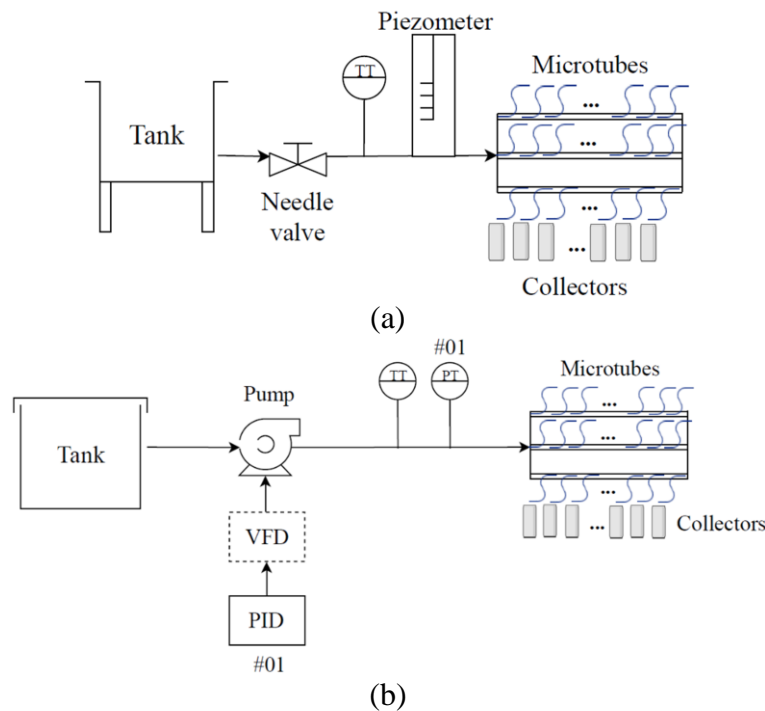 Piezometer
TT
Microtubes
...
...
Tank
...
Needle
valve
...
...
Collectors
(a)
#01
TT
PT
Microtubes
Pump
...
...
Tank
...
VFD
...
Collectors
PID
#01
(b)